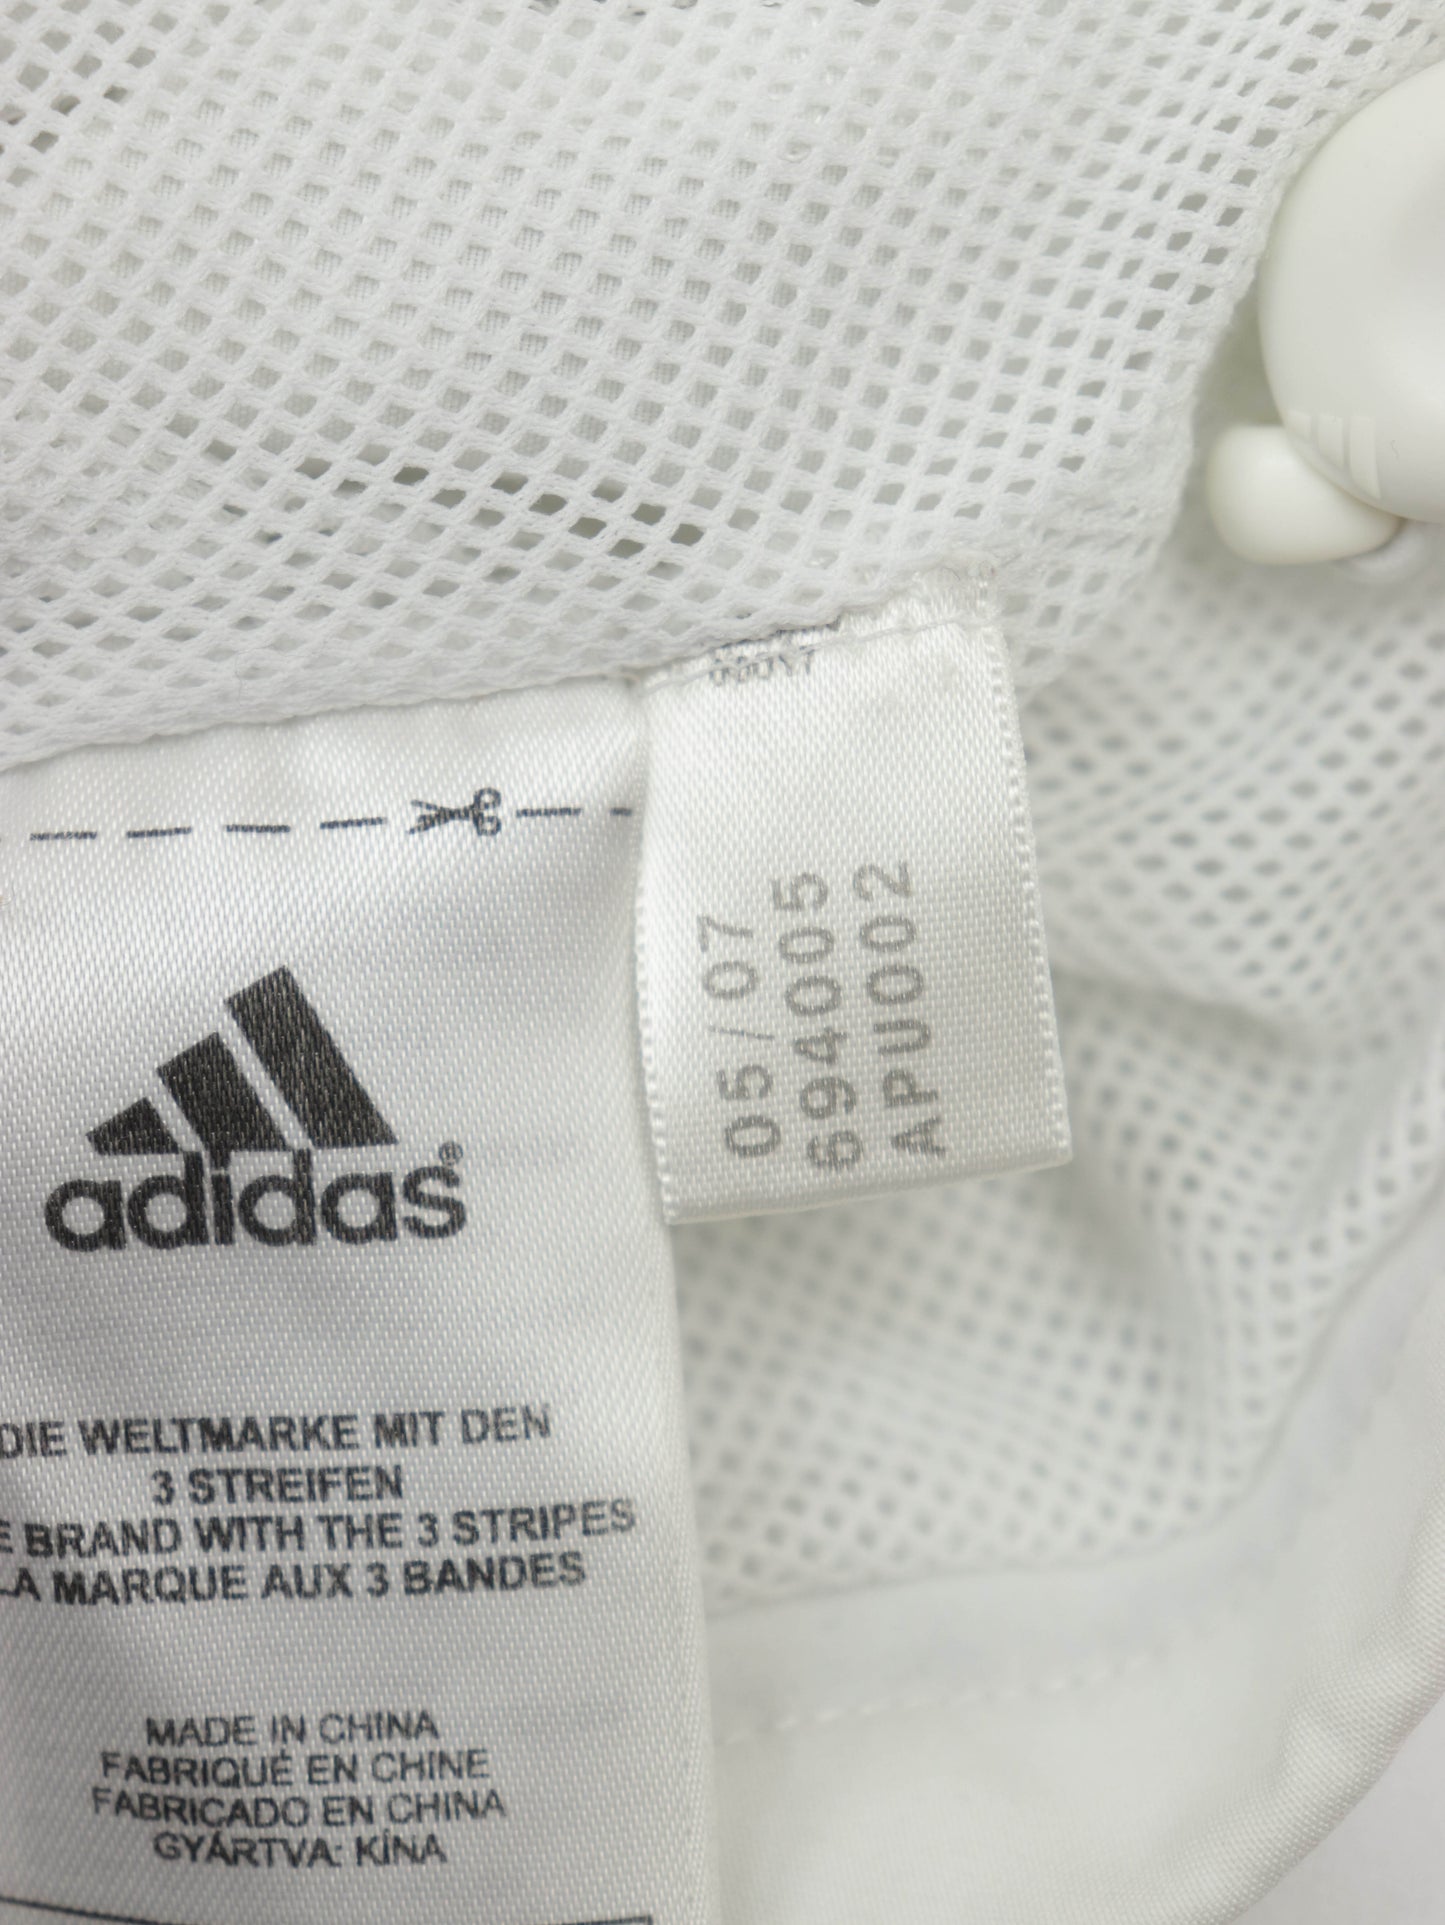 adidas®
DIE WELTMARKE MIT DEN
3 STREIFEN
BRAND WITH THE 3 STRIPES
LA MARQUE AUX 3 BANDES
MADE IN CHINA
FABRIQUÉ EN CHINE
FABRICADO EN CHINA
GYÁRTVA: KÍNA
05/07
694005
APU002